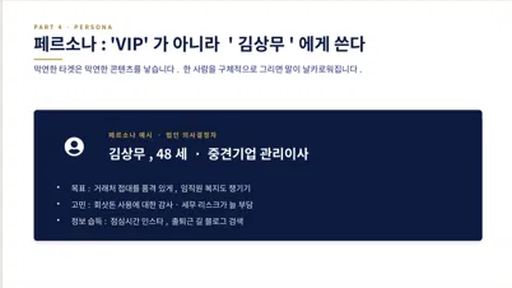 PART 4 · PERSONA
페르소나 : 'VIP' 가 아니라 ' 김상무 ' 에게 쓴다
막연한 타겟은 막연한 콘텐츠를 낳습니다 . 한 사람을 구체적으로 그리면 말이 날카로워집니다 .
페르소나 예시 · 법인 의사결정자
김상무 , 48 세 · 중견기업 관리이사
• 목표 : 거래처 접대를 품격 있게 , 임직원 복지도 챙기기
• 고민 : 회삿돈 사용에 대한 감사 · 세무 리스크가 늘 부담
• 정보 습득 : 점심시간 인스타 , 출퇴근 길 블로그 검색